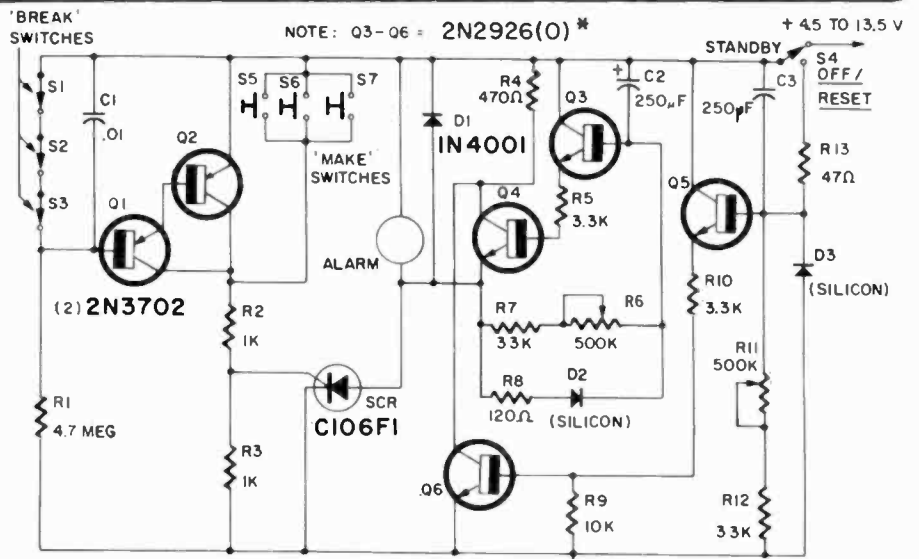 'BREAK'
SWITCHES
NOTE: Q3-Q6 = 2N2926(O)*
+ 4.5 TO 13.5 V
STANDBY
S4
OFF/
RESET
S1
S2
S3
C1
.01
Q2
Q1
(2) 2N3702
S5
S6
S7
'MAKE'
SWITCHES
D1
1N4001
ALARM
R4
470Ω
Q3
+
C2
250µF
C3
250µF
R13
47Ω
Q4
R5
3.3K
Q5
D3
(SILICON)
R10
3.3K
R2
1K
R7
33K
R6
500K
R8
120Ω
D2
(SILICON)
R11
500K
SCR
C106F1
R1
4.7 MEG
R3
1K
Q6
R9
10K
R12
33K